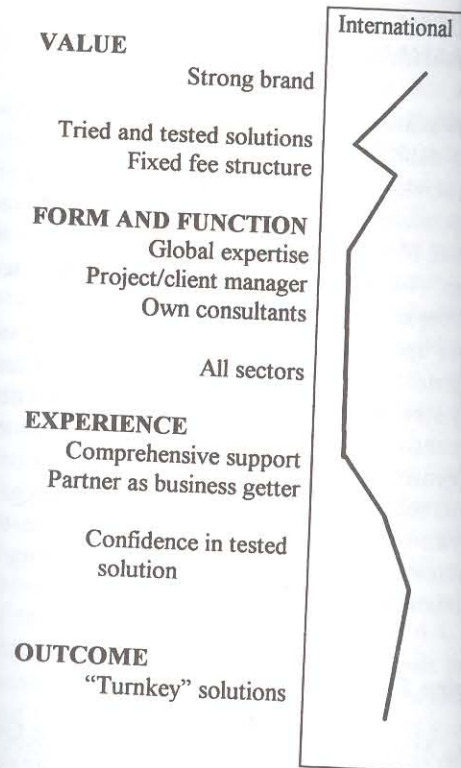 International
VALUE
Strong brand
Tried and tested solutions
Fixed fee structure
FORM AND FUNCTION
Global expertise
Project/client manager
Own consultants
All sectors
EXPERIENCE
Comprehensive support
Partner as business getter
Confidence in tested
solution
OUTCOME
“Turnkey” solutions